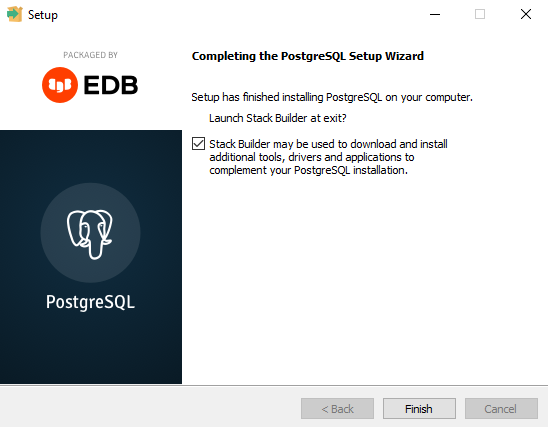 Setup
PACKAGED BY
EDB
PostgreSQL
Completing the PostgreSQL Setup Wizard
Setup has finished installing PostgreSQL on your computer.
Launch Stack Builder at exit?
Stack Builder may be used to download and install
additional tools, drivers and applications to
complement your PostgreSQL installation.
< Back
Finish
Cancel